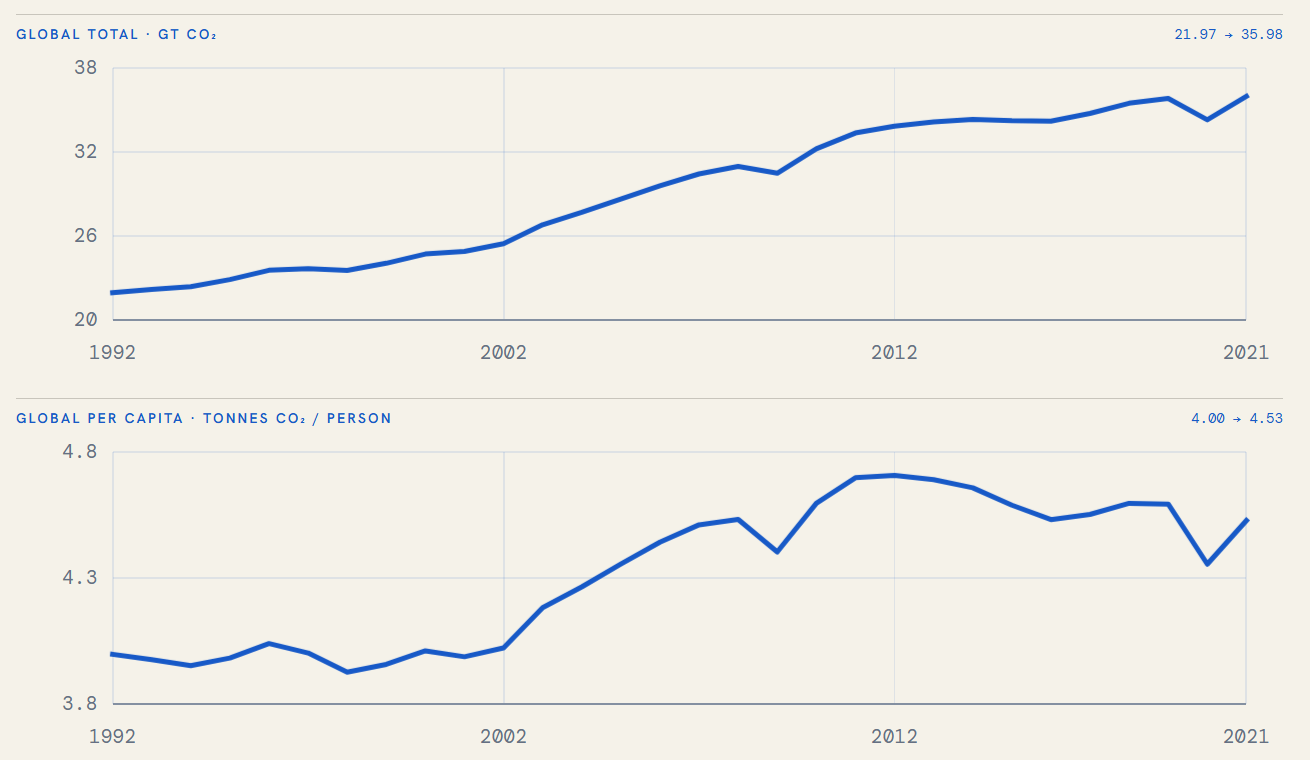 GLOBAL TOTAL · GT CO₂
21.97 → 35.98
38
32
26
20
1992 2002 2012 2021
GLOBAL PER CAPITA · TONNES CO₂ / PERSON
4.00 → 4.53
4.8
4.3
3.8
1992 2002 2012 2021